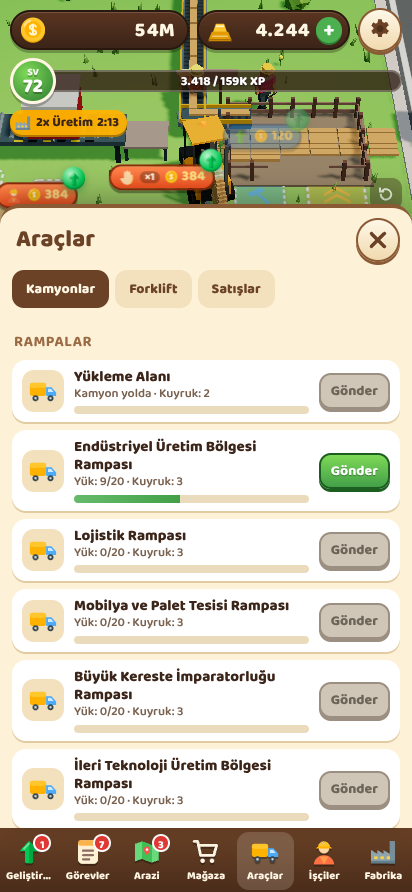 54M
4.244
SV
72
3.418 / 159K XP
2x Üretim 2:13
120
x1 384
384
Araçlar
Kamyonlar
Forklift
Satışlar
RAMPALAR
Yükleme Alanı
Kamyon yolda · Kuyruk: 2
Gönder
Endüstriyel Üretim Bölgesi
Rampası
Yük: 9/20 · Kuyruk: 3
Gönder
Lojistik Rampası
Yük: 0/20 · Kuyruk: 3
Gönder
Mobilya ve Palet Tesisi Rampası
Yük: 0/20 · Kuyruk: 3
Gönder
Büyük Kereste İmparatorluğu
Rampası
Yük: 0/20 · Kuyruk: 3
Gönder
İleri Teknoloji Üretim Bölgesi
Rampası
Yük: 0/20 · Kuyruk: 3
Gönder
1
7
3
Geliştir...
Görevler
Arazi
Mağaza
Araçlar
İşçiler
Fabrika